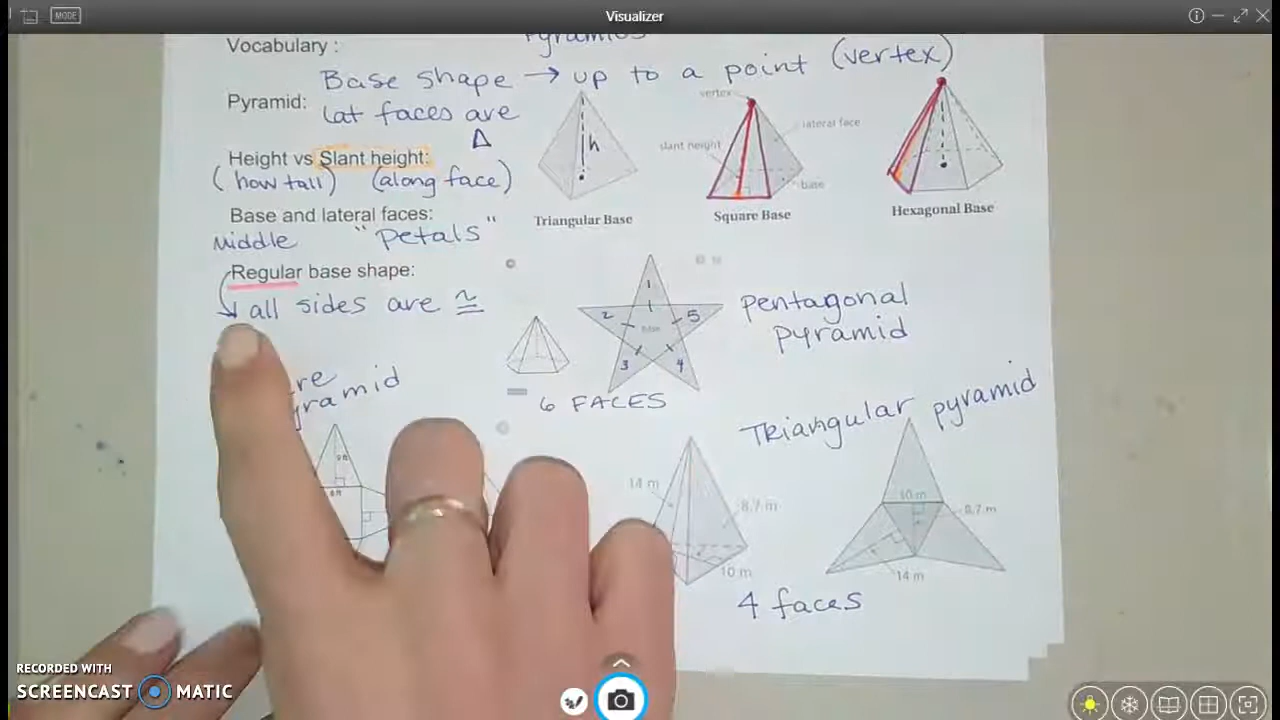 Visualizer
MODE
Vocabulary :
Pyramids
Base shape → up to a point (vertex)
Pyramid:
Lat faces are
Δ
Height vs Slant height:
(how tall) (along face)
Base and lateral faces:
Middle "Petals"
Regular base shape:
all sides are ≅
h
Triangular Base
vertex
lateral face
slant height
base
Square Base
Hexagonal Base
1
2
3
4
5
pentagonal
pyramid
6 FACES
Triangular pyramid
14 m
8.7 m
10 m
10 m
8.7 m
14 m
4 faces
RECORDED WITH
SCREENCAST MATIC